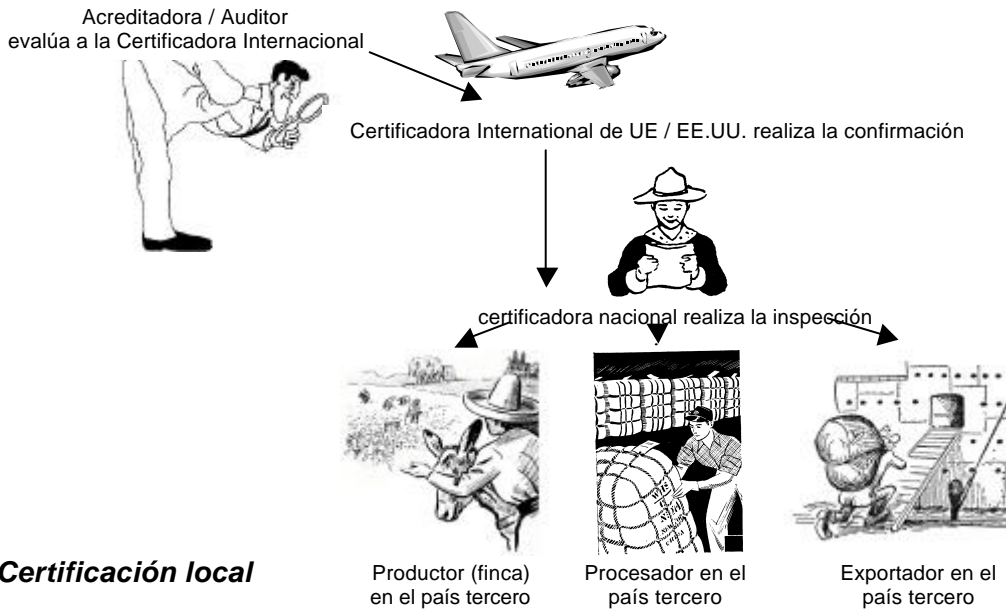 Acreditadora / Auditor
evalúa a la Certificadora Internacional
Certificadora International de UE / EE.UU. realiza la confirmación
certificadora nacional realiza la inspección
Certificación local
Productor (finca)
en el país tercero
Procesador en el
país tercero
Exportador en el
país tercero